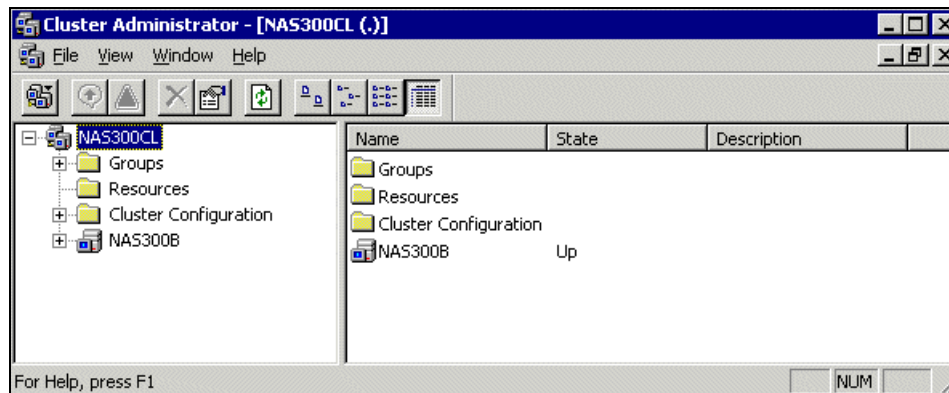 Cluster Administrator - [NAS300CL (.)]
File View Window Help
NAS300CL
Groups
Resources
Cluster Configuration
NAS300B
Name State Description
Groups
Resources
Cluster Configuration
NAS300B Up
For Help, press F1 NUM